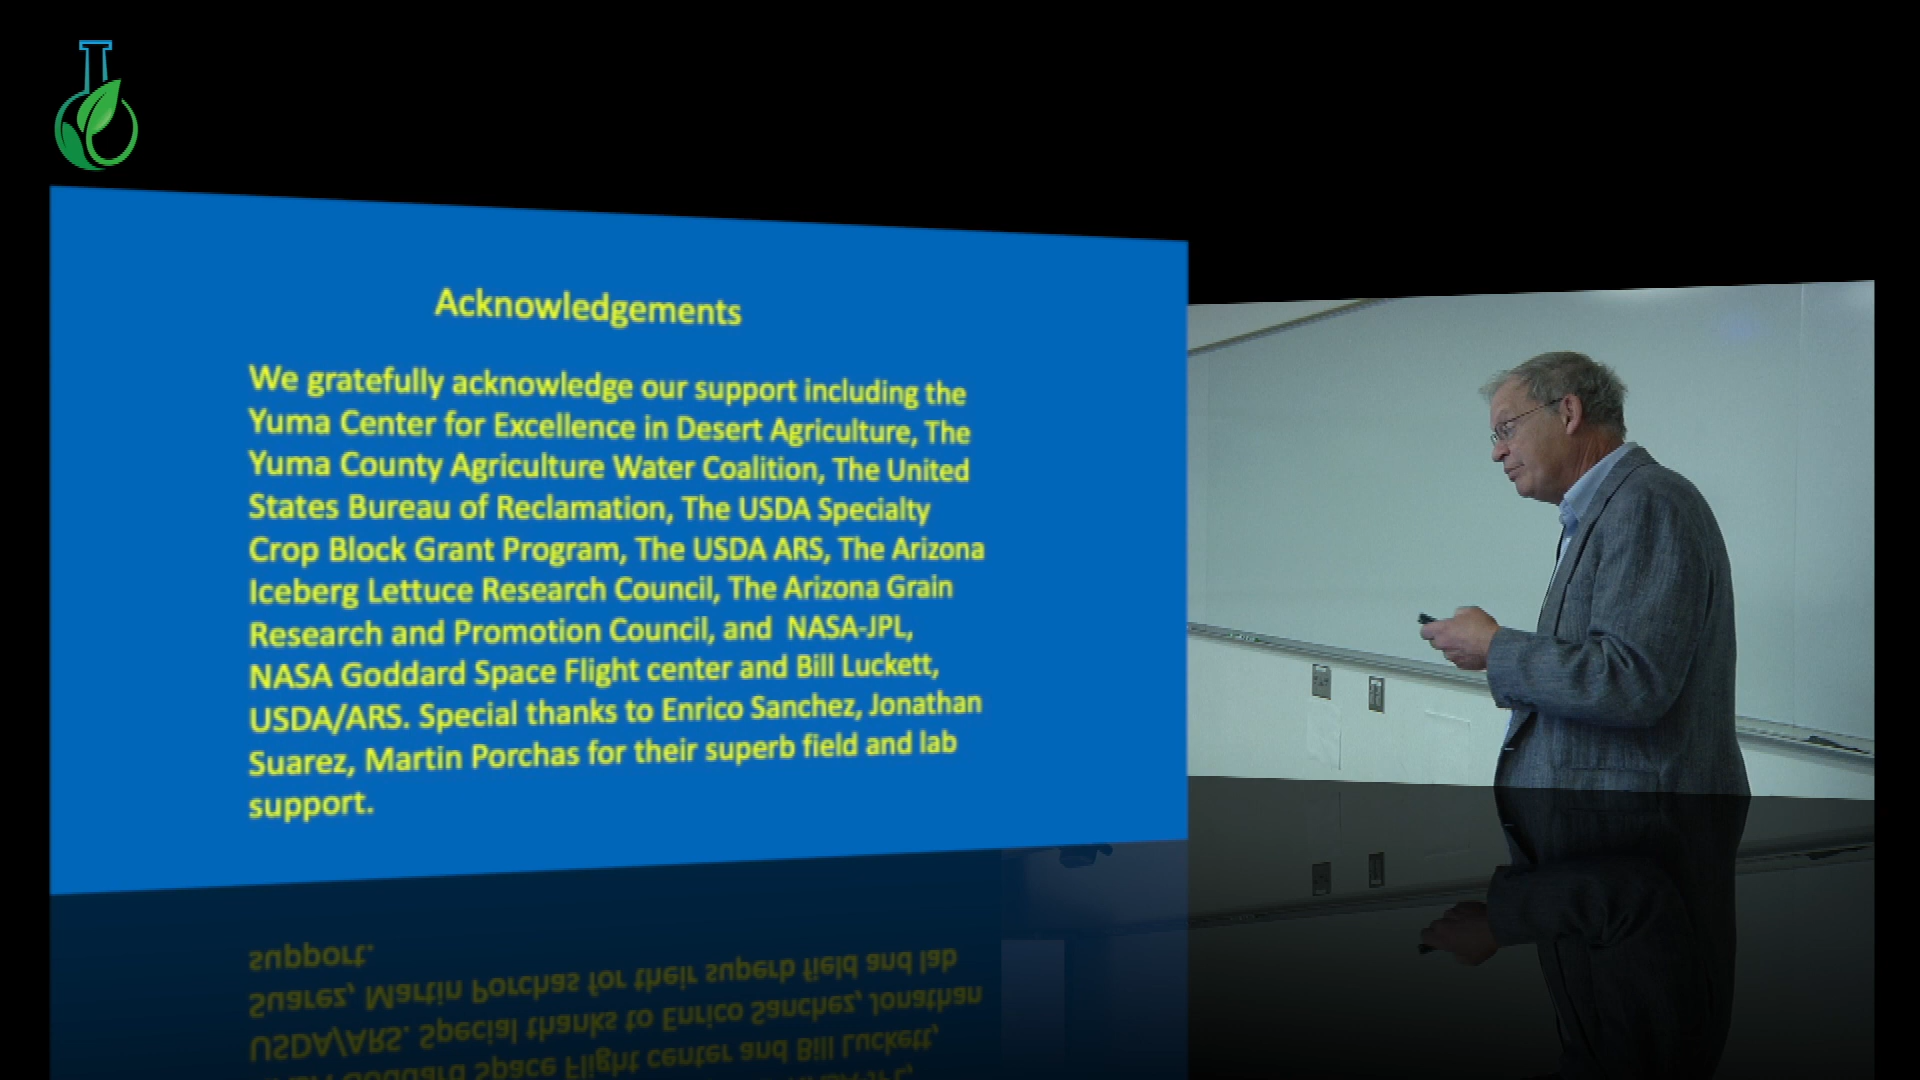 Acknowledgements
We gratefully acknowledge our support including the
Yuma Center for Excellence in Desert Agriculture, The
Yuma County Agriculture Water Coalition, The United
States Bureau of Reclamation, The USDA Specialty
Crop Block Grant Program, The USDA ARS, The Arizona
Iceberg Lettuce Research Council, The Arizona Grain
Research and Promotion Council, and NASA-JPL,
NASA Goddard Space Flight center and Bill Luckett,
USDA/ARS. Special thanks to Enrico Sanchez, Jonathan
Suarez, Martin Porchas for their superb field and lab
support.